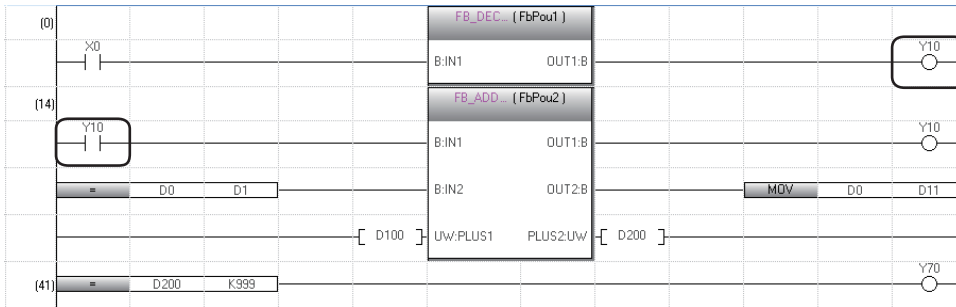 (0) FB_DEC... (FbPou1)
X0 Y10
B:IN1 OUT1:B
(14) FB_ADD... (FbPou2)
Y10 Y10
B:IN1 OUT1:B
= D0 D1 B:IN2 OUT2:B MOV D0 D11
D100 UW:PLUS1 PLUS2:UW D200
Y70
(41) = D200 K999